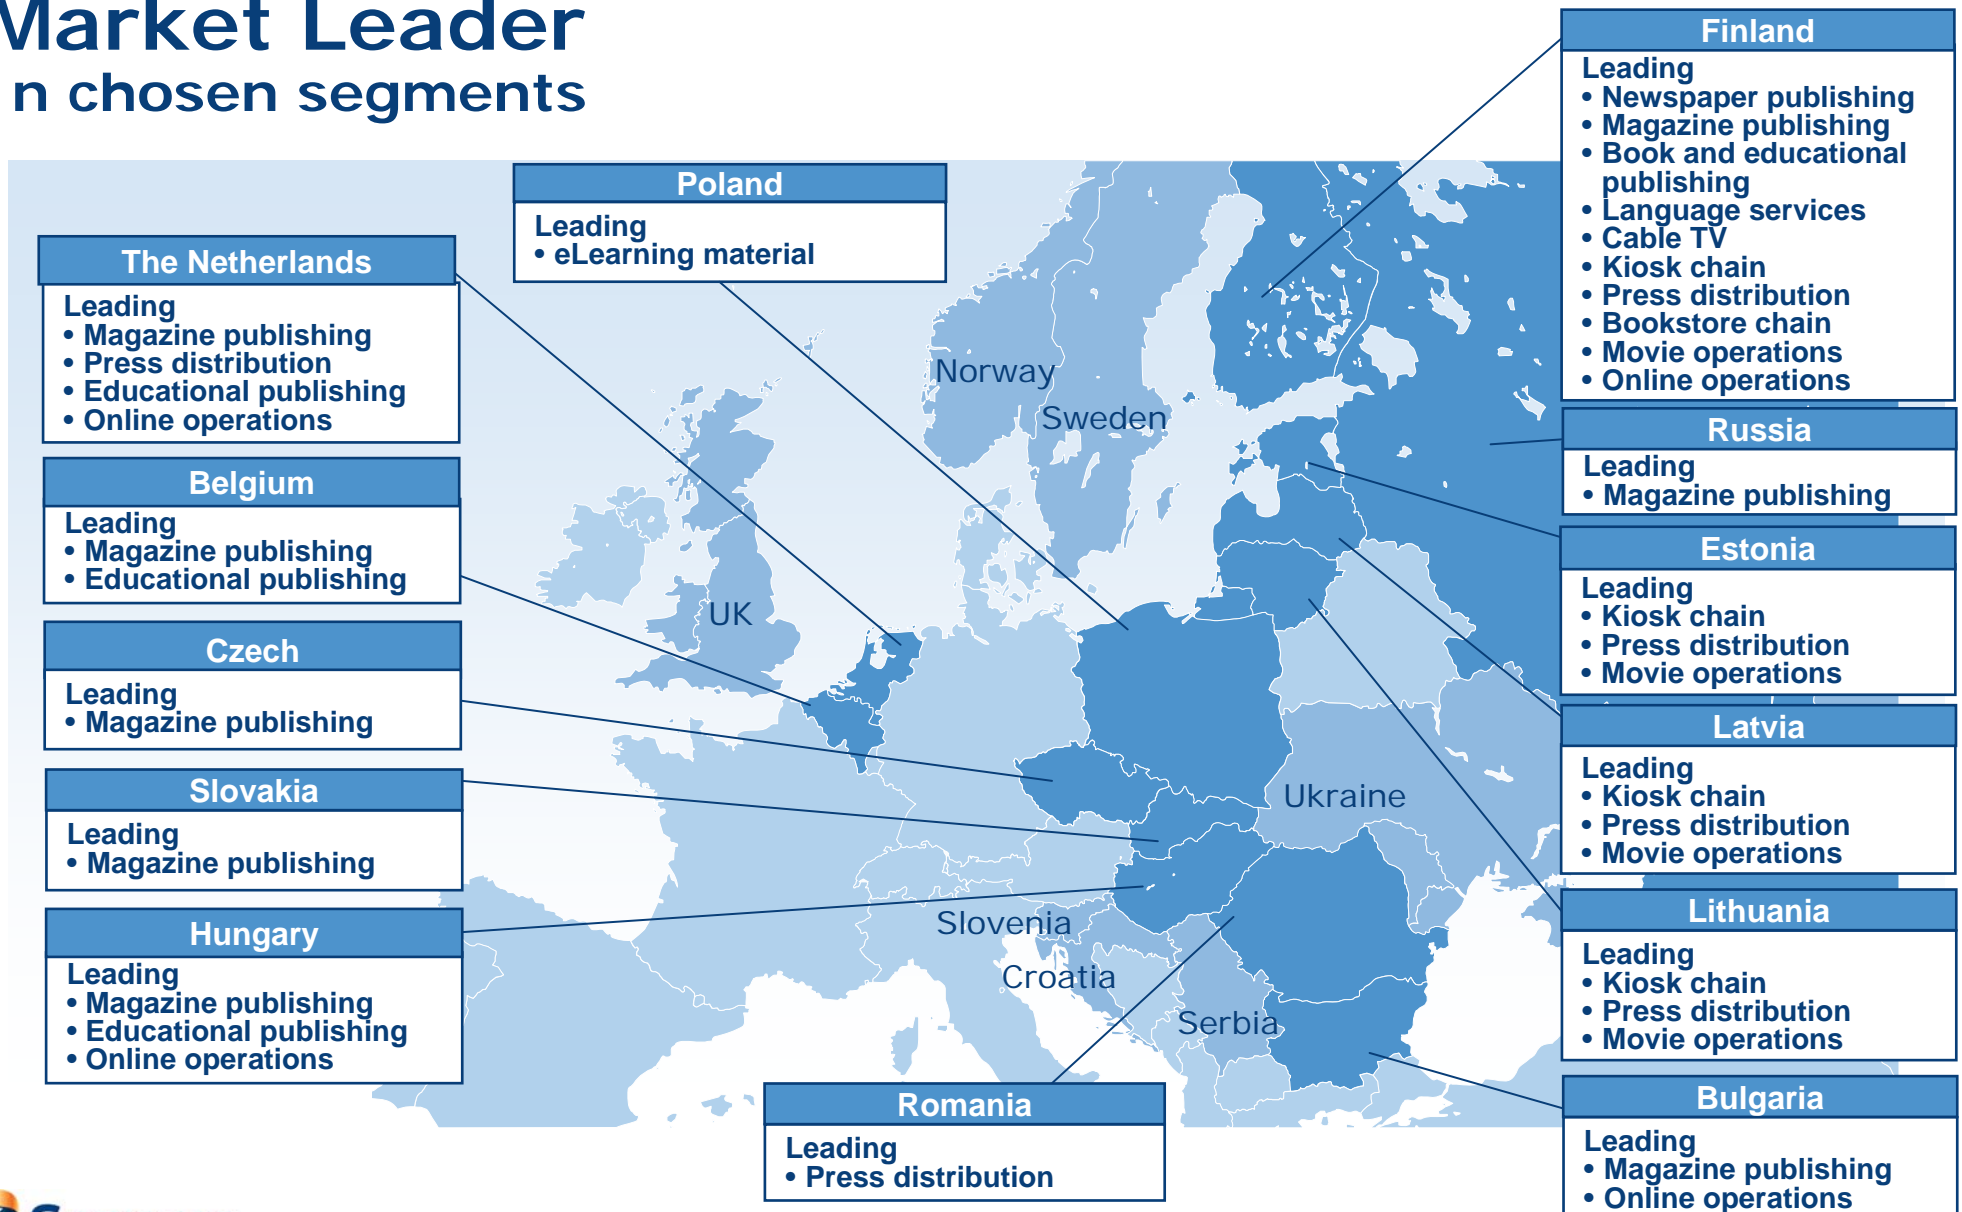 Market Leader
n chosen segments
Poland
Leading
• eLearning material
The Netherlands
Leading
• Magazine publishing
• Press distribution
• Educational publishing
• Online operations
Belgium
Leading
• Magazine publishing
• Educational publishing
Czech
Leading
• Magazine publishing
Slovakia
Leading
• Magazine publishing
Hungary
Leading
• Magazine publishing
• Educational publishing
• Online operations
Norway
Sweden
UK
Ukraine
Slovenia
Croatia
Serbia
Romania
Leading
• Press distribution
Finland
Leading
• Newspaper publishing
• Magazine publishing
• Book and educational
publishing
• Language services
• Cable TV
• Kiosk chain
• Press distribution
• Bookstore chain
• Movie operations
• Online operations
Russia
Leading
• Magazine publishing
Estonia
Leading
• Kiosk chain
• Press distribution
• Movie operations
Latvia
Leading
• Kiosk chain
• Press distribution
• Movie operations
Lithuania
Leading
• Kiosk chain
• Press distribution
• Movie operations
Bulgaria
Leading
• Magazine publishing
• Online operations